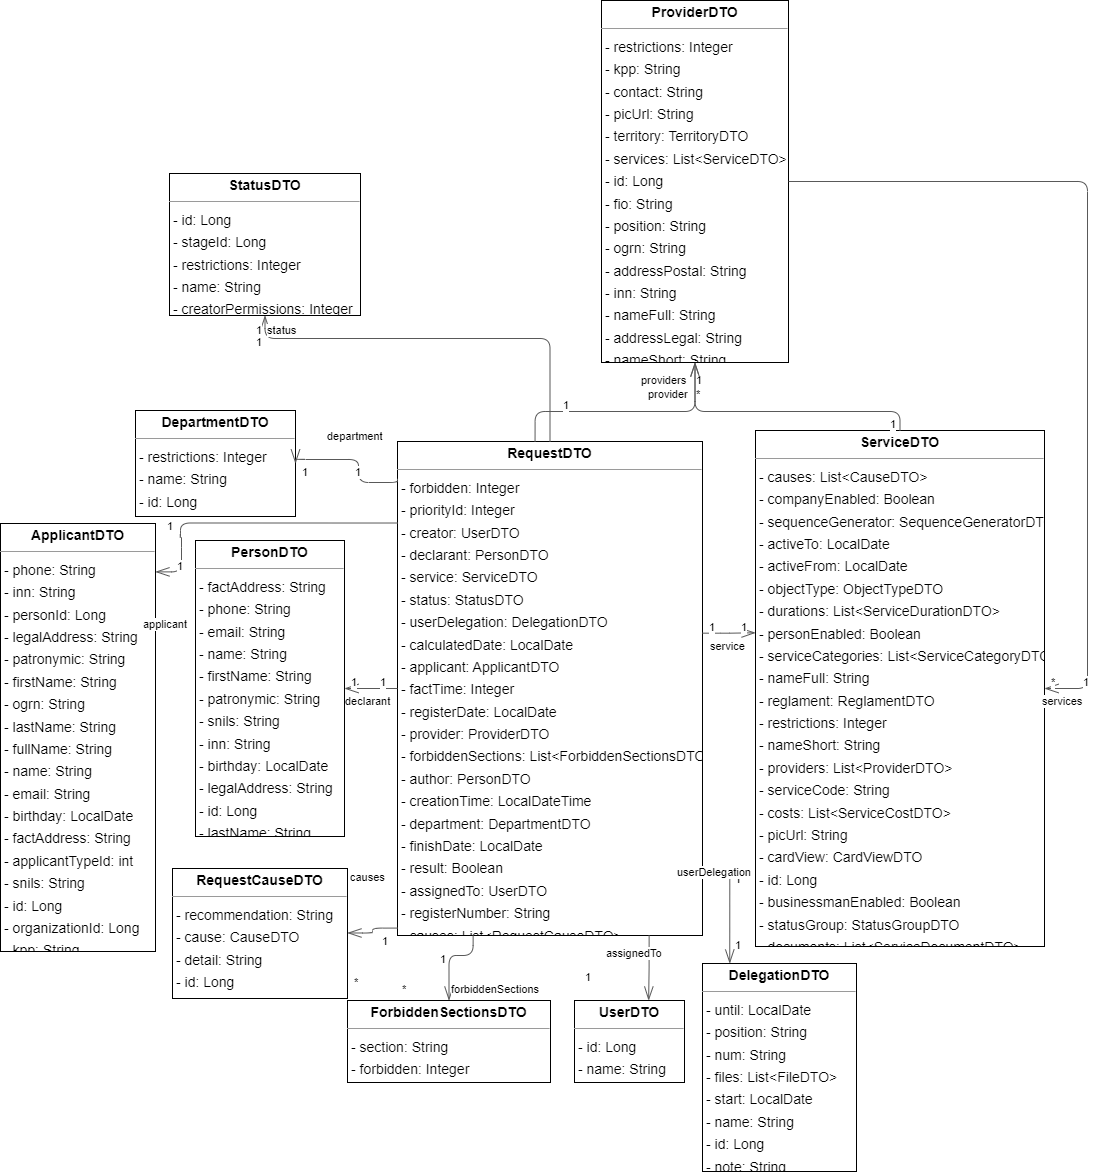 ProviderDTO
- restrictions: Integer
- kpp: String
- contact: String
- picUrl: String
- territory: TerritoryDTO
- services: List<ServiceDTO>
- id: Long
- fio: String
- position: String
- ogrn: String
- addressPostal: String
- inn: String
- nameFull: String
- addressLegal: String
- nameShort: String
StatusDTO
- id: Long
- stageId: Long
- restrictions: Integer
- name: String
- creatorPermissions: Integer
1 status
1
providers 1
provider *
1
1
DepartmentDTO
- restrictions: Integer
- name: String
- id: Long
department
1
1
RequestDTO
- forbidden: Integer
- priorityId: Integer
- creator: UserDTO
- declarant: PersonDTO
- service: ServiceDTO
- status: StatusDTO
- userDelegation: DelegationDTO
- calculatedDate: LocalDate
- applicant: ApplicantDTO
- factTime: Integer
- registerDate: LocalDate
- provider: ProviderDTO
- forbiddenSections: List<ForbiddenSectionsDTO
- author: PersonDTO
- creationTime: LocalDateTime
- department: DepartmentDTO
- finishDate: LocalDate
- result: Boolean
- assignedTo: UserDTO
- registerNumber: String
- causes: List<RequestCauseDTO>
ServiceDTO
- causes: List<CauseDTO>
- companyEnabled: Boolean
- sequenceGenerator: SequenceGeneratorDT
- activeTo: LocalDate
- activeFrom: LocalDate
- objectType: ObjectTypeDTO
- durations: List<ServiceDurationDTO>
- personEnabled: Boolean
- serviceCategories: List<ServiceCategoryDTO
- nameFull: String
- reglament: ReglamentDTO
- restrictions: Integer
- nameShort: String
- providers: List<ProviderDTO>
- serviceCode: String
- costs: List<ServiceCostDTO>
- picUrl: String
- cardView: CardViewDTO
- id: Long
- businessmanEnabled: Boolean
- statusGroup: StatusGroupDTO
- documents: List<ServiceDocumentDTO>
1 1
service
* 1
services
ApplicantDTO
- phone: String
- inn: String
- personId: Long
- legalAddress: String
- patronymic: String
- firstName: String
- ogrn: String
- lastName: String
- fullName: String
- name: String
- email: String
- birthday: LocalDate
- factAddress: String
- applicantTypeId: int
- snils: String
- id: Long
- organizationId: Long
- kpp: String
1
1
applicant
PersonDTO
- factAddress: String
- phone: String
- email: String
- name: String
- firstName: String
- patronymic: String
- snils: String
- inn: String
- birthday: LocalDate
- legalAddress: String
- id: Long
- lastName: String
1 1
declarant
RequestCauseDTO
- recommendation: String
- cause: CauseDTO
- detail: String
- id: Long
causes
1
*
1
* forbiddenSections
ForbiddenSectionsDTO
- section: String
- forbidden: Integer
assignedTo
1
UserDTO
- id: Long
- name: String
userDelegation
1
1
DelegationDTO
- until: LocalDate
- position: String
- num: String
- files: List<FileDTO>
- start: LocalDate
- name: String
- id: Long
- note: String